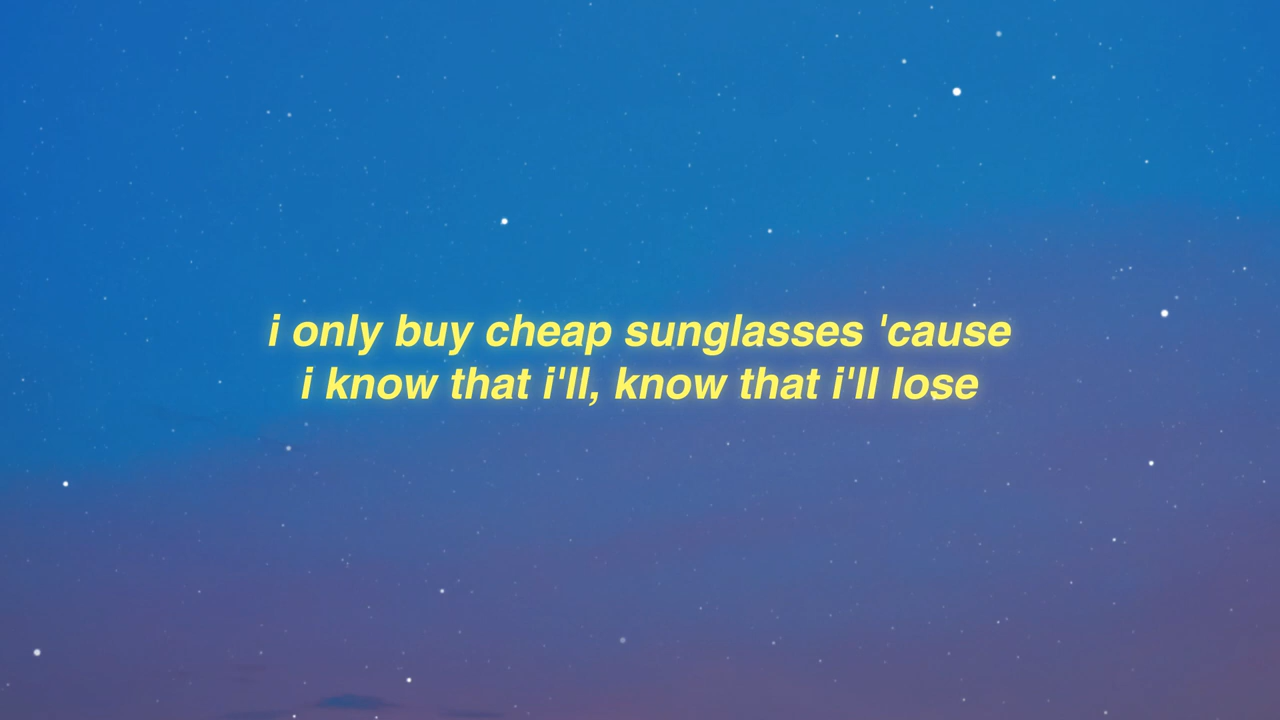 i only buy cheap sunglasses 'cause
i know that i'll, know that i'll lose